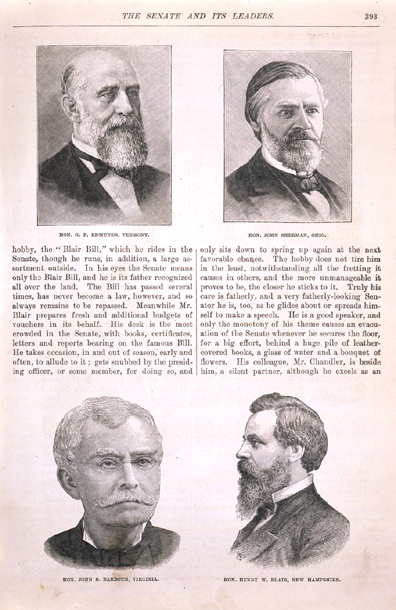 THE SENATE AND ITS LEADERS. 393
HON. G. F. EDMUNDS, VERMONT.
HON. JOHN SHERMAN, OHIO.
hobby, the "Blair Bill," which he rides in the
Senate, though he runs, in addition, a large as-
sortment outside. In his eyes the Senate means
only the Blair Bill, and he is its father recognized
all over the land. The Bill has passed several
times, has never become a law, however, and so
always remains to be repassed. Meanwhile Mr.
Blair prepares fresh and additional budgets of
vouchers in its behalf. His desk is the most
crowded in the Senate, with books, certificates,
letters and reports bearing on the famous Bill.
He takes occasion, in and out of season, early and
often, to allude to it; gets snubbed by the presid-
ing officer, or some member, for doing so, and
only sits down to spring up again at the next
favorable chance. The hobby does not tire him
in the least, notwithstanding all the fretting it
causes in others, and the more unmanageable it
proves to be, the closer he sticks to it. Truly his
care is fatherly, and a very fatherly-looking Sen-
ator he is, too, as he glides about or spreads him-
self to make a speech. He is a good speaker, and
only the monotony of his theme causes an evacu-
ation of the Senate whenever he secures the floor,
for a big effort, behind a huge pile of leather-
covered books, a glass of water and a bouquet of
flowers. His colleague, Mr. Chandler, is beside
him, a silent partner, although he excels as an
HON. JOHN S. BARBOUR, VIRGINIA.
HON. HENRY W. BLAIR, NEW HAMPSHIRE.